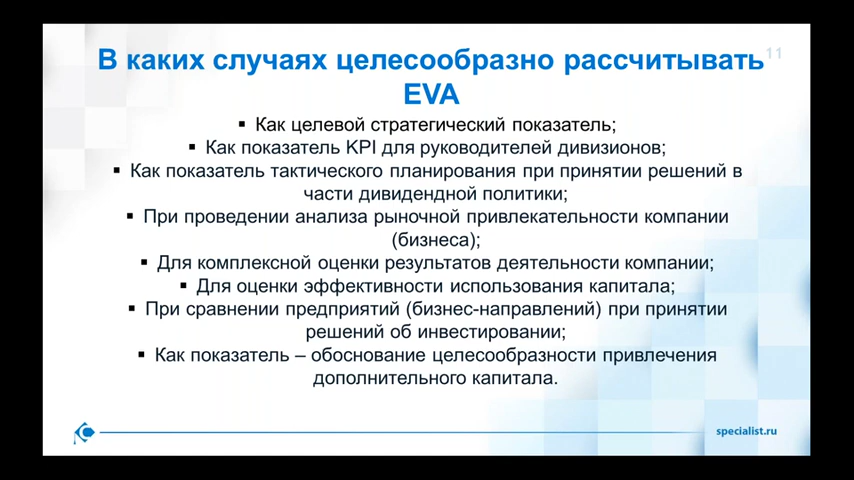 В каких случаях целесообразно рассчитывать
11
EVA
▪ Как целевой стратегический показатель;
▪ Как показатель KPI для руководителей дивизионов;
▪ Как показатель тактического планирования при принятии решений в
части дивидендной политики;
▪ При проведении анализа рыночной привлекательности компании
(бизнеса);
▪ Для комплексной оценки результатов деятельности компании;
▪ Для оценки эффективности использования капитала;
▪ При сравнении предприятий (бизнес-направлений) при принятии
решений об инвестировании;
▪ Как показатель – обоснование целесообразности привлечения
дополнительного капитала.
specialist.ru